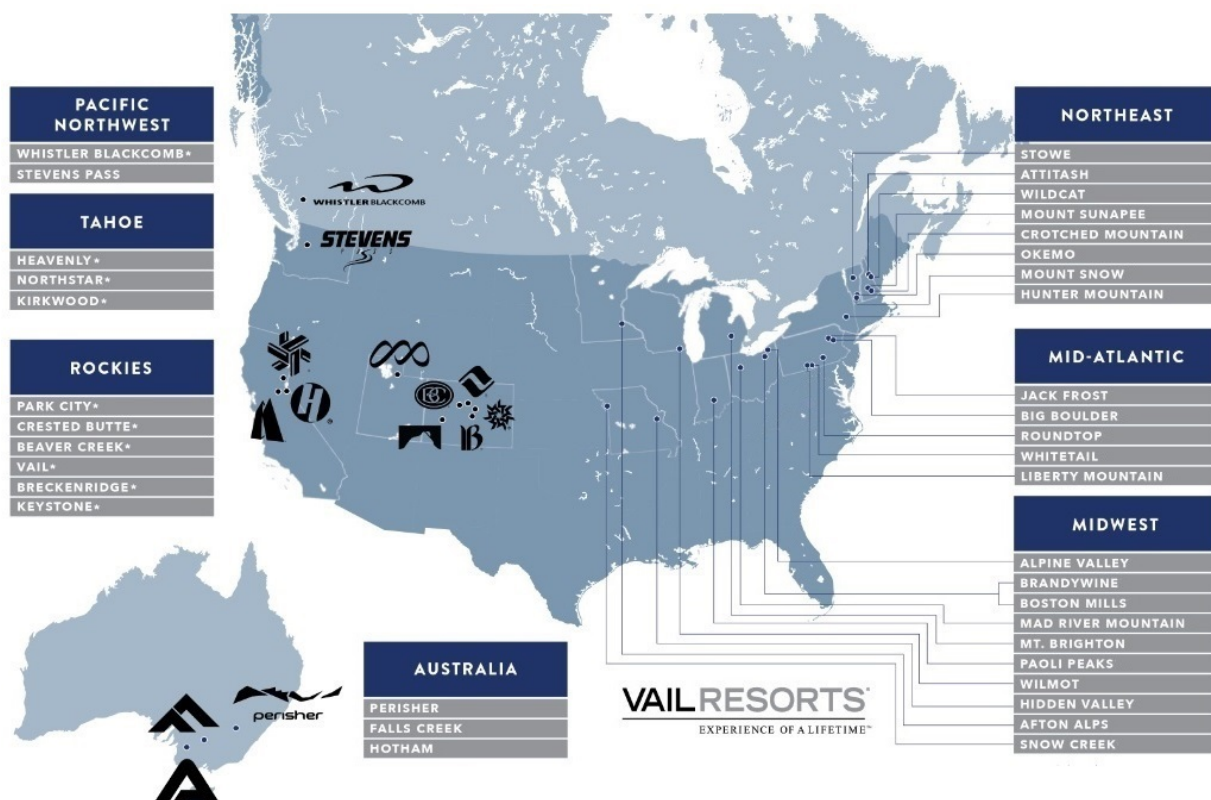 PACIFIC
NORTHWEST
WHISTLER BLACKCOMB*
STEVENS PASS
TAHOE
HEAVENLY*
NORTHSTAR*
KIRKWOOD*
ROCKIES
PARK CITY*
CRESTED BUTTE*
BEAVER CREEK*
VAIL*
BRECKENRIDGE*
KEYSTONE*
WHISTLER BLACKCOMB
STEVENS
H
B
perisher
AUSTRALIA
PERISHER
FALLS CREEK
HOTHAM
VAILRESORTS®
EXPERIENCE OF A LIFETIME™
NORTHEAST
STOWE
ATTITASH
WILDCAT
MOUNT SUNAPEE
CROTCHED MOUNTAIN
OKEMO
MOUNT SNOW
HUNTER MOUNTAIN
MID-ATLANTIC
JACK FROST
BIG BOULDER
ROUNDTOP
WHITETAIL
LIBERTY MOUNTAIN
MIDWEST
ALPINE VALLEY
BRANDYWINE
BOSTON MILLS
MAD RIVER MOUNTAIN
MT. BRIGHTON
PAOLI PEAKS
WILMOT
HIDDEN VALLEY
AFTON ALPS
SNOW CREEK